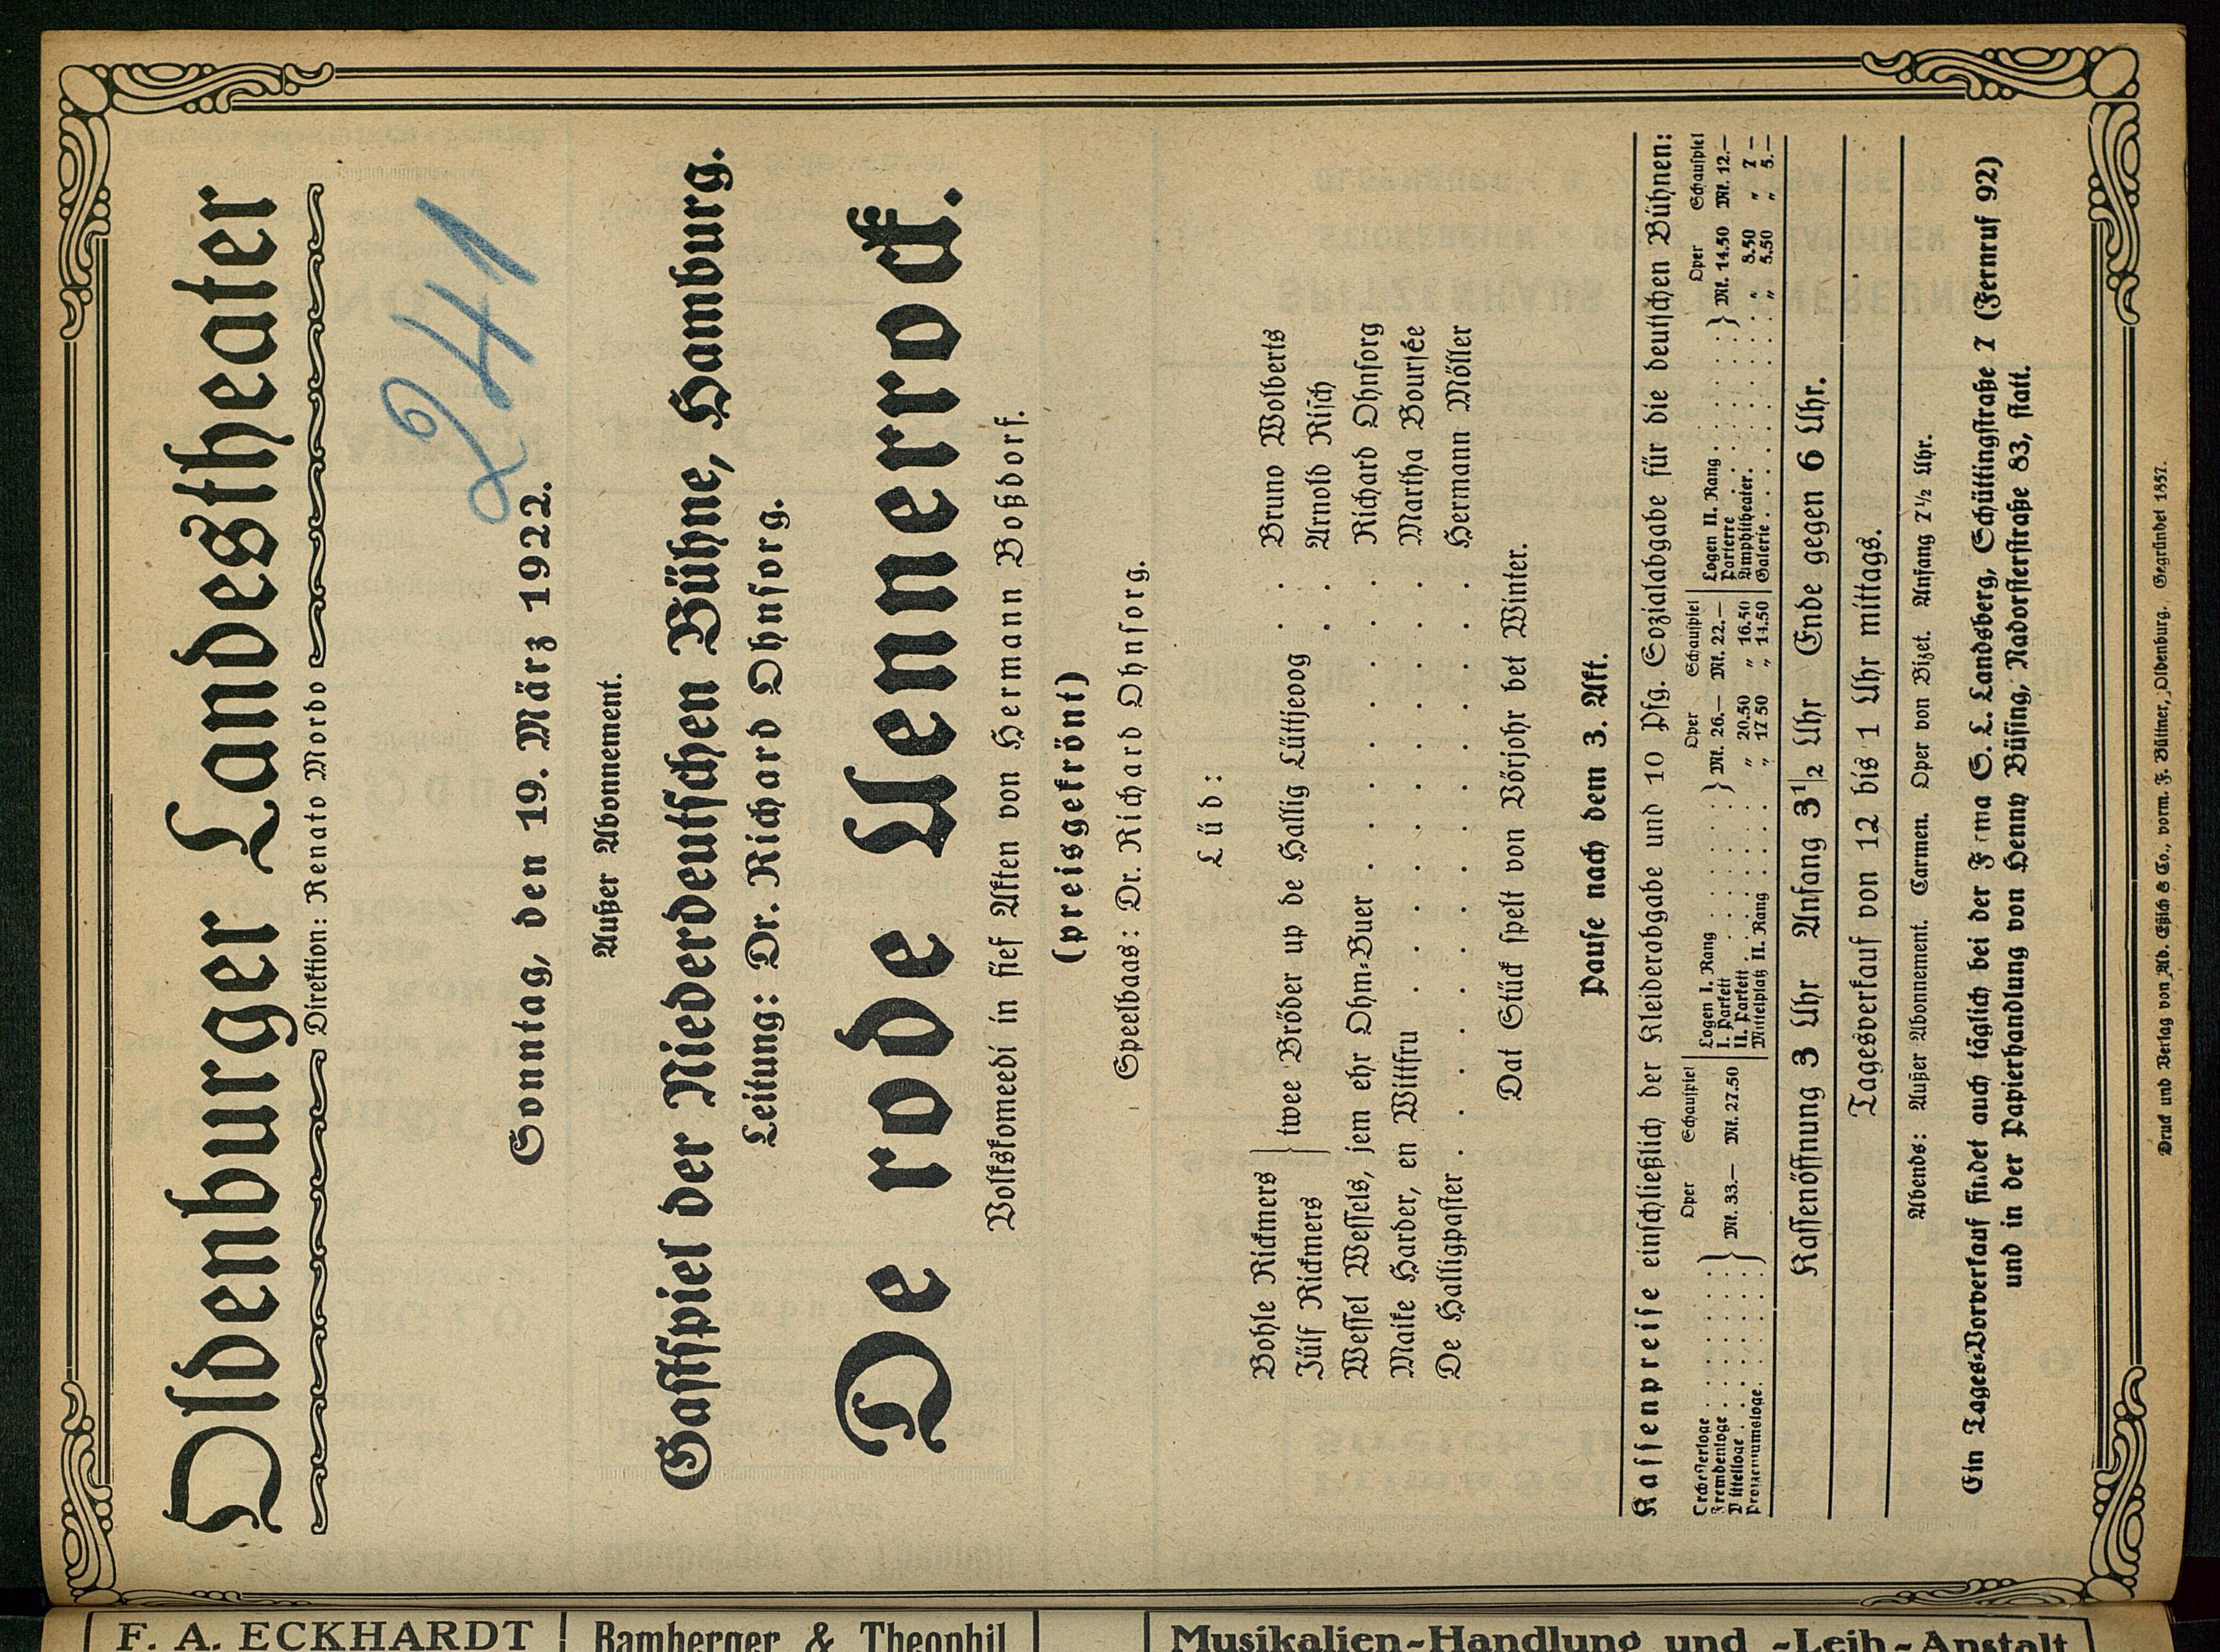 Oldenburger Landestheater
Direktion: Renato Mordo
241
Sonntag, den 19. März 1922.
Außer Abonnement.
Gastspiel der Niederdeutschen Bühne, Hamburg.
Leitung: Dr. Richard Ohnsorg.
De rode Uennerrock.
Volkskomeedi in fief Akten von Hermann Boßdorf.
(preisgekrönt)
Speelbaas: Dr. Richard Ohnsorg.
Lüd:
Bohle Rickmers } twee Bröder up de Hallig Lüttjeoog . . Bruno Wolberts
Jülf Rickmers . . Arnold Risch
Wessel Wessels, jem ehr Ohm-Buer . . . . . . Richard Ohnsorg
Maike Harder, en Wittfru . . . . . . . . Martha Boursée
De Halligpaster . . . . . . . . . . Hermann Möller
Dat Stück spelt von Vörjohr bet Winter.
Pause nach dem 3. Akt.
Kassenpreise einschließlich der Kleiderabgabe und 10 Pfg. Sozialabgabe für die deutschen Bühnen:
Oper Schauspiel Oper Schauspiel Oper Schauspiel
Orchesterloge . . . Logen I. Rang . . . Logen II. Rang . . .
Fremdenloge . . . } Mk. 33.— Mk. 27.50 I. Parkett . . . } Mk. 26.— Mk. 22.— Parterre . . . } Mk. 14.50 Mk. 12.—
Mittelloge . . . II. Parkett . . . „ 20.50 „ 16.50 Amphitheater . . . „ 8.50 „ 7 —
Proszeniumsloge . . . Mittelplatz II. Rang . . . „ 17 50 „ 14.50 Galerie . . . „ 5.50 „ 5.—
Kassenöffnung 3 Uhr Anfang 3½ Uhr Ende gegen 6 Uhr.
Tagesverkauf von 12 bis 1 Uhr mittags.
Abends: Außer Abonnement. Carmen. Oper von Bizet. Anfang 7½ Uhr.
Ein Tages-Vorverkauf findet auch täglich bei der Firma S. L. Landsberg, Schüttingstraße 7 (Fernruf 92)
und in der Papierhandlung von Henny Büsing, Nadorsterstraße 83, statt.
Druck und Verlag von Ad. Eßich & Co., vorm. F. Büttner, Oldenburg. Gegründet 1857.
F. A. ECKHARDT
Bamberger & Theophil
Musikalien-Handlung und -Leih-Anstalt